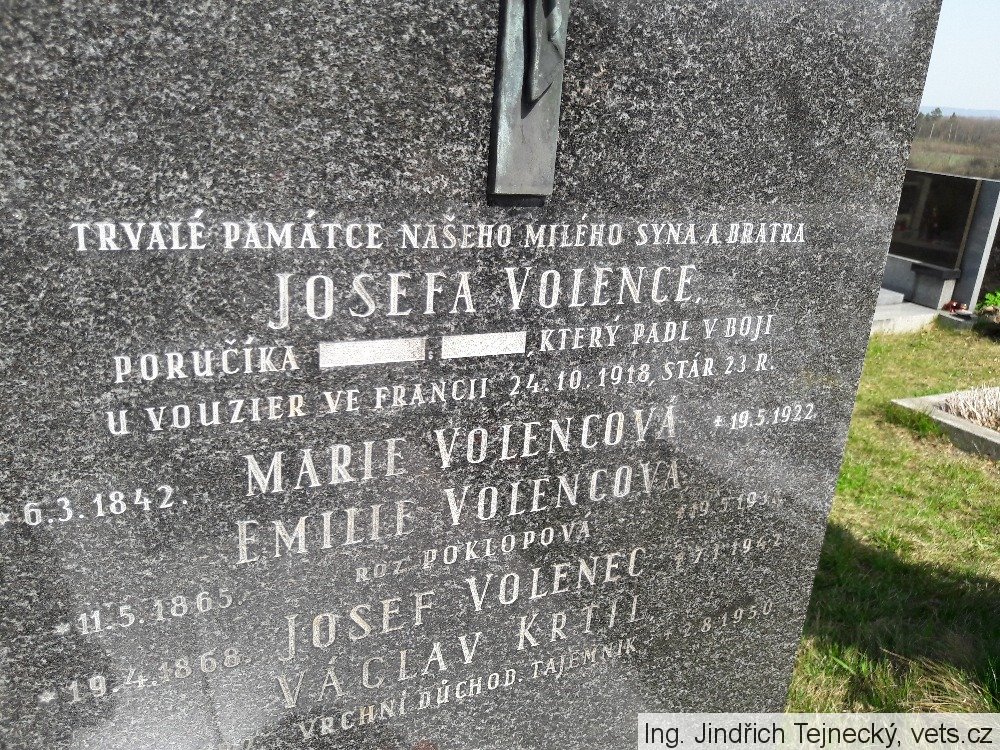 TRVALÉ PAMÁTCE NAŠEHO MILÉHO SYNA A BRATRA
JOSEFA VOLENCE,
PORUČÍKA , KTERÝ PADL V BOJI
U VOUZIER VE FRANCII 24.10.1918, STÁR 23 R.
*6.3.1842. MARIE VOLENCOVÁ +19.5.1922.
EMILIE VOLENCOVÁ
*11.5.1865. ROZ. POKLOPOVÁ
*19.4.1868. JOSEF VOLENEC
VÁCLAV KRTIL
VRCHNÍ DŮCHOD. TAJEMNÍK
Ing. Jindřich Tejnecký, vets.cz